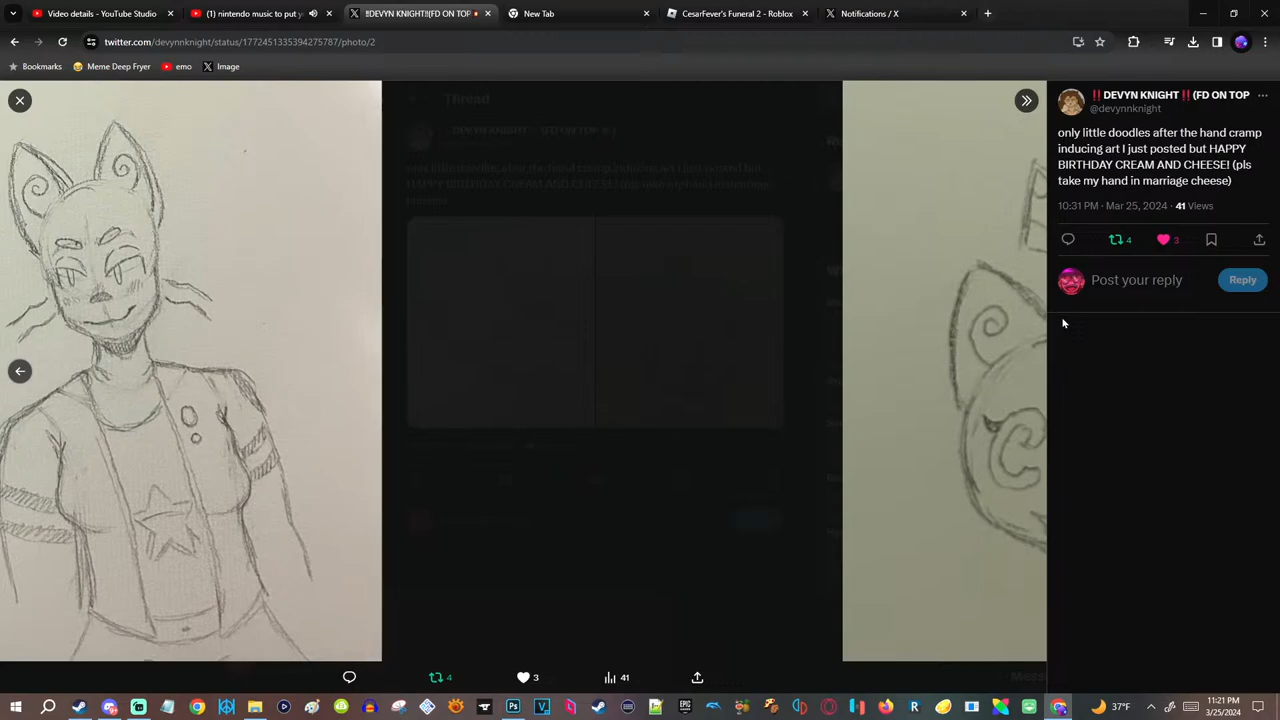 Video details - YouTube Studio
(1) nintendo music to put y
‼DEVYN KNIGHT‼(FD ON TOP
New Tab
CesarFever's Funeral 2 - Roblox
Notifications / X
twitter.com/devynnknight/status/1772451335394275787/photo/2
Bookmarks
Meme Deep Fryer
emo
Image
Thread
‼️DEVYN KNIGHT‼️(FD ON TOP
@devynnknight
only little doodles after the hand cramp
inducing art I just posted but HAPPY
BIRTHDAY CREAM AND CHEESE! (pls
take my hand in marriage cheese)
10:31 PM · Mar 25, 2024 · 41 Views
4
3
Post your reply
Reply
4
3
41
37°F
11:21 PM
3/25/2024